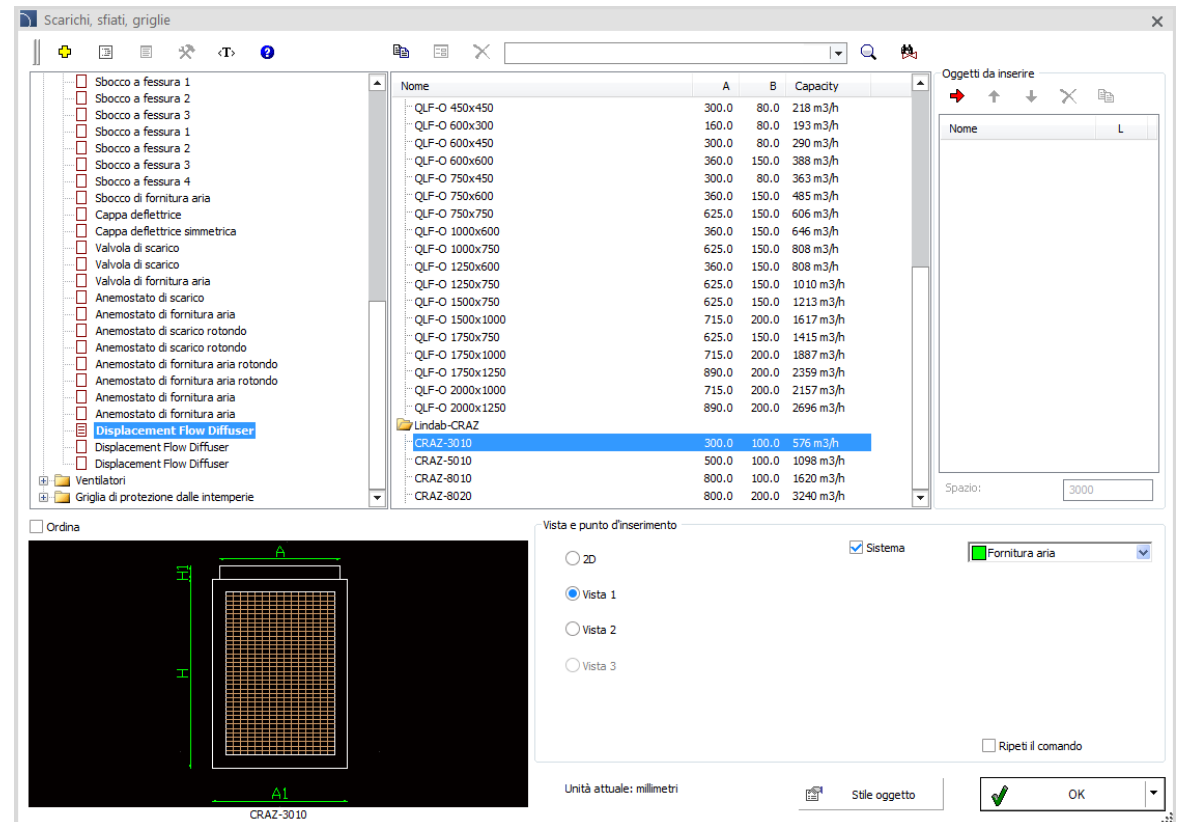 Scarichi, sfiati, griglie
<T>
Sbocco a fessura 1
Sbocco a fessura 2
Sbocco a fessura 3
Sbocco a fessura 1
Sbocco a fessura 2
Sbocco a fessura 3
Sbocco a fessura 4
Sbocco di fornitura aria
Cappa deflettrice
Cappa deflettrice simmetrica
Valvola di scarico
Valvola di scarico
Valvola di fornitura aria
Anemostato di scarico
Anemostato di fornitura aria
Anemostato di scarico rotondo
Anemostato di scarico rotondo
Anemostato di fornitura aria rotondo
Anemostato di fornitura aria rotondo
Anemostato di fornitura aria
Anemostato di fornitura aria
Displacement Flow Diffuser
Displacement Flow Diffuser
Displacement Flow Diffuser
Ventilatori
Griglia di protezione dalle intemperie
Nome A B Capacity
QLF-O 450x450 300.0 80.0 218 m3/h
QLF-O 600x300 160.0 80.0 193 m3/h
QLF-O 600x450 300.0 80.0 290 m3/h
QLF-O 600x600 360.0 150.0 388 m3/h
QLF-O 750x450 300.0 80.0 363 m3/h
QLF-O 750x600 360.0 150.0 485 m3/h
QLF-O 750x750 625.0 150.0 606 m3/h
QLF-O 1000x600 360.0 150.0 646 m3/h
QLF-O 1000x750 625.0 150.0 808 m3/h
QLF-O 1250x600 360.0 150.0 808 m3/h
QLF-O 1250x750 625.0 150.0 1010 m3/h
QLF-O 1500x750 625.0 150.0 1213 m3/h
QLF-O 1500x1000 715.0 200.0 1617 m3/h
QLF-O 1750x750 625.0 150.0 1415 m3/h
QLF-O 1750x1000 715.0 200.0 1887 m3/h
QLF-O 1750x1250 890.0 200.0 2359 m3/h
QLF-O 2000x1000 715.0 200.0 2157 m3/h
QLF-O 2000x1250 890.0 200.0 2696 m3/h
Lindab-CRAZ
CRAZ-3010 300.0 100.0 576 m3/h
CRAZ-5010 500.0 100.0 1098 m3/h
CRAZ-8010 800.0 100.0 1620 m3/h
CRAZ-8020 800.0 200.0 3240 m3/h
Oggetti da inserire
Nome L
Spazio: 3000
Ordina
A
H1
H
A1
CRAZ-3010
Vista e punto d'inserimento
2D
Vista 1
Vista 2
Vista 3
Sistema
Fornitura aria
Ripeti il comando
Unità attuale: millimetri
Stile oggetto
OK